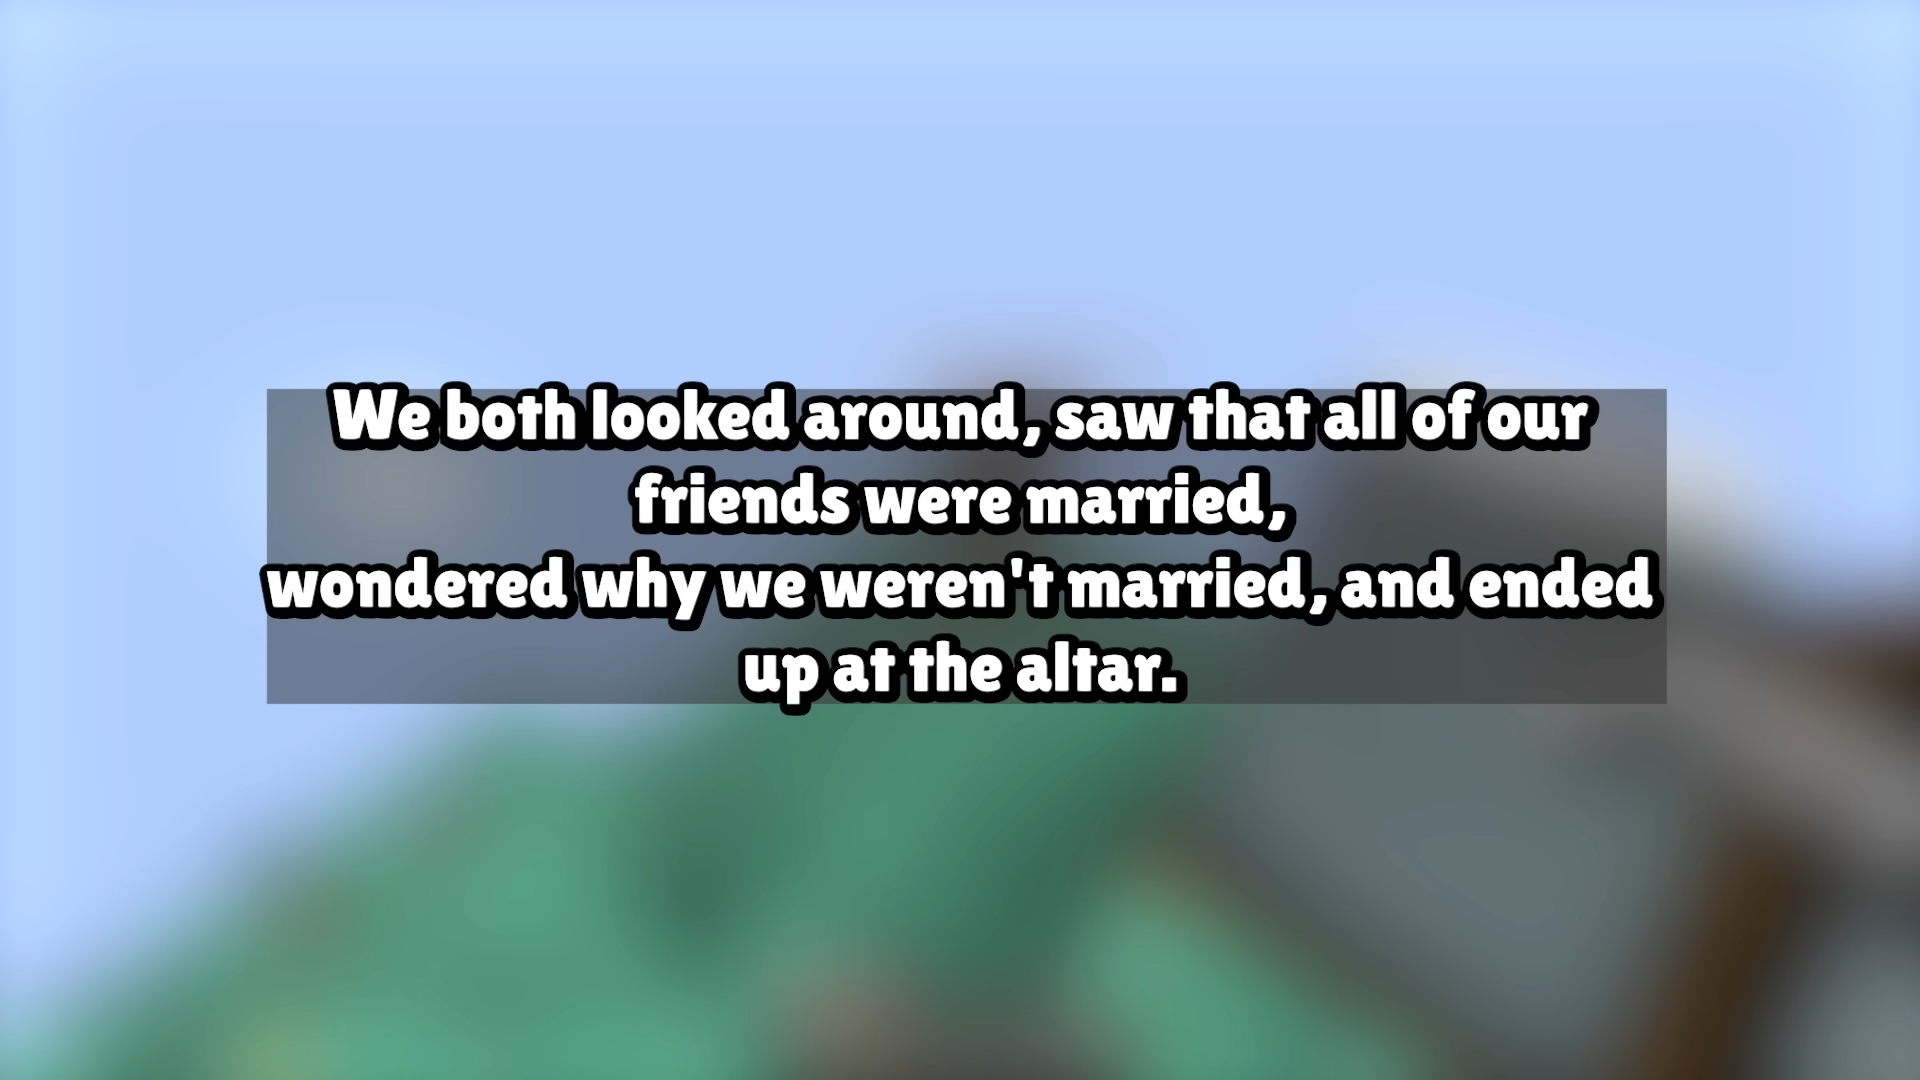 We both looked around, saw that all of our
friends were married,
wondered why we weren't married, and ended
up at the altar.